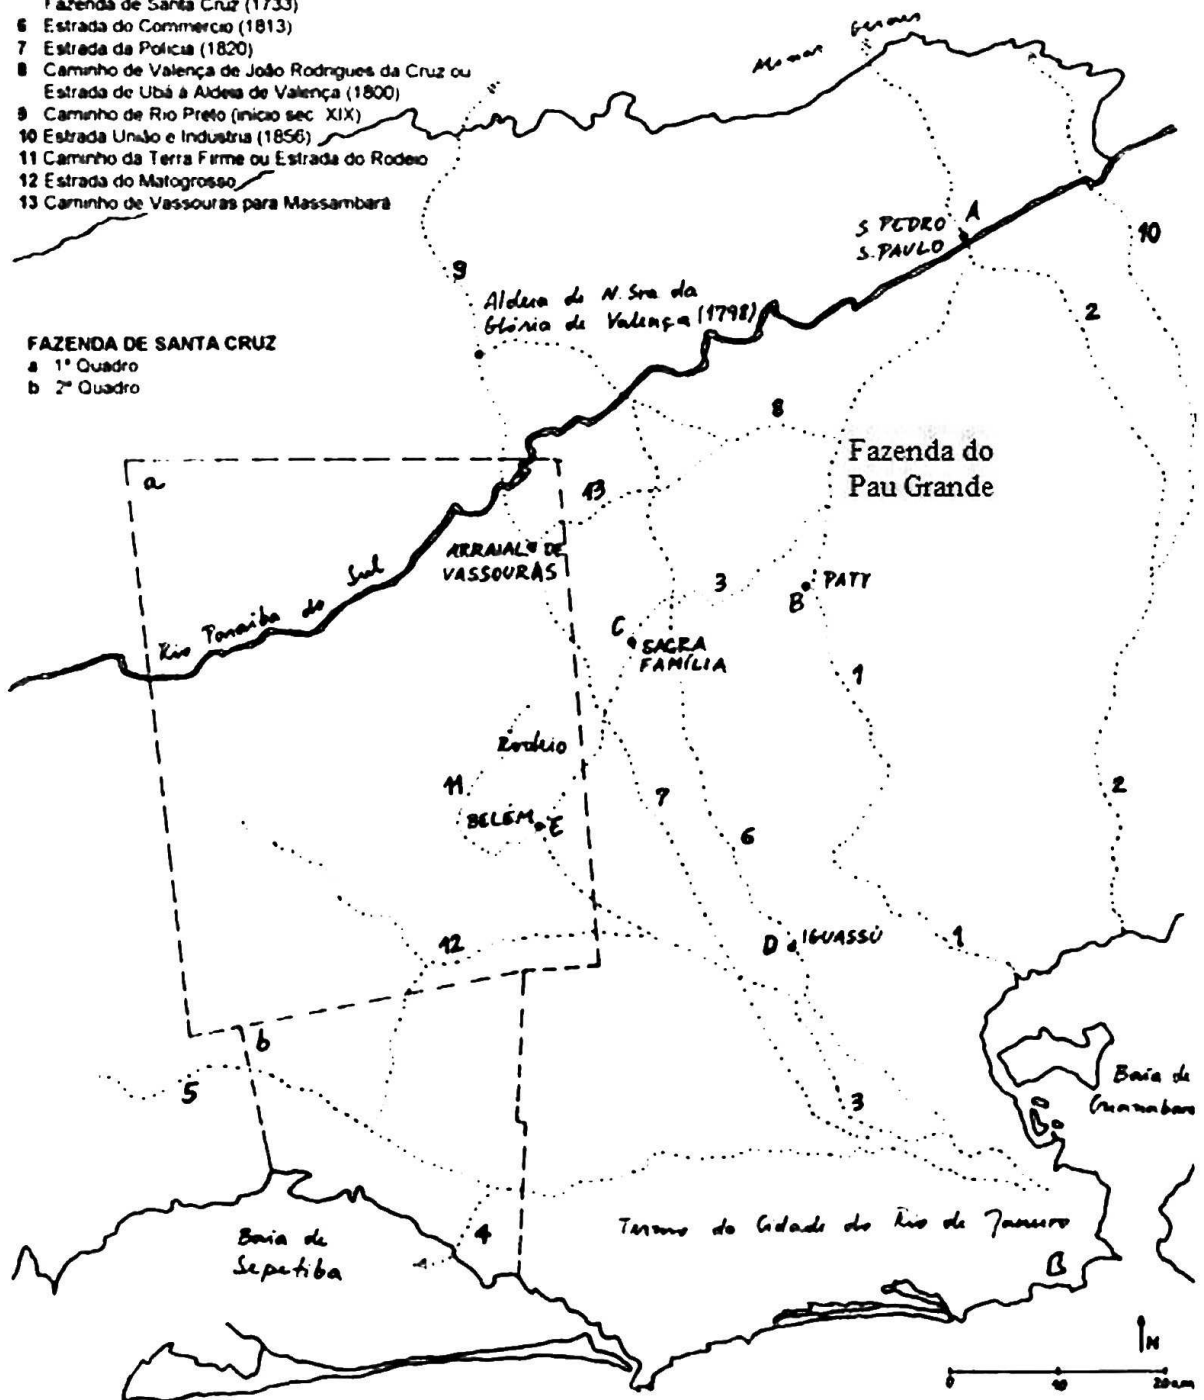 Fazenda de Santa Cruz (1733)
6 Estrada do Commercio (1813)
7 Estrada da Policia (1820)
8 Caminho de Valença de João Rodrigues da Cruz ou
Estrada de Ubá à Aldeia de Valença (1800)
9 Caminho de Rio Preto (início sec XIX)
10 Estrada União e Industria (1856)
11 Caminho da Terra Firme ou Estrada do Rodeio
12 Estrada do Matogrosso
13 Caminho de Vassouras para Massambará
Minas Gerais
A
S PEDRO
S. PAULO
10
9
2
Aldeia de N. Sra da
Glória de Valença (1798)
FAZENDA DE SANTA CRUZ
a 1º Quadro
b 2º Quadro
8
Fazenda do
Pau Grande
a
13
ARRAIAL DE
VASSOURAS
Rio Paraíba do Sul
3
B
PATY
C
SACRA
FAMÍLIA
1
Rodeio
11
7
2
BELÉM
E
6
12
D
IGUASSÚ
1
b
5
Baía de
Guanabara
3
4
Baia de
Sepetiba
Termo da Cidade do Rio de Janeiro
B
N
0 10 20 km